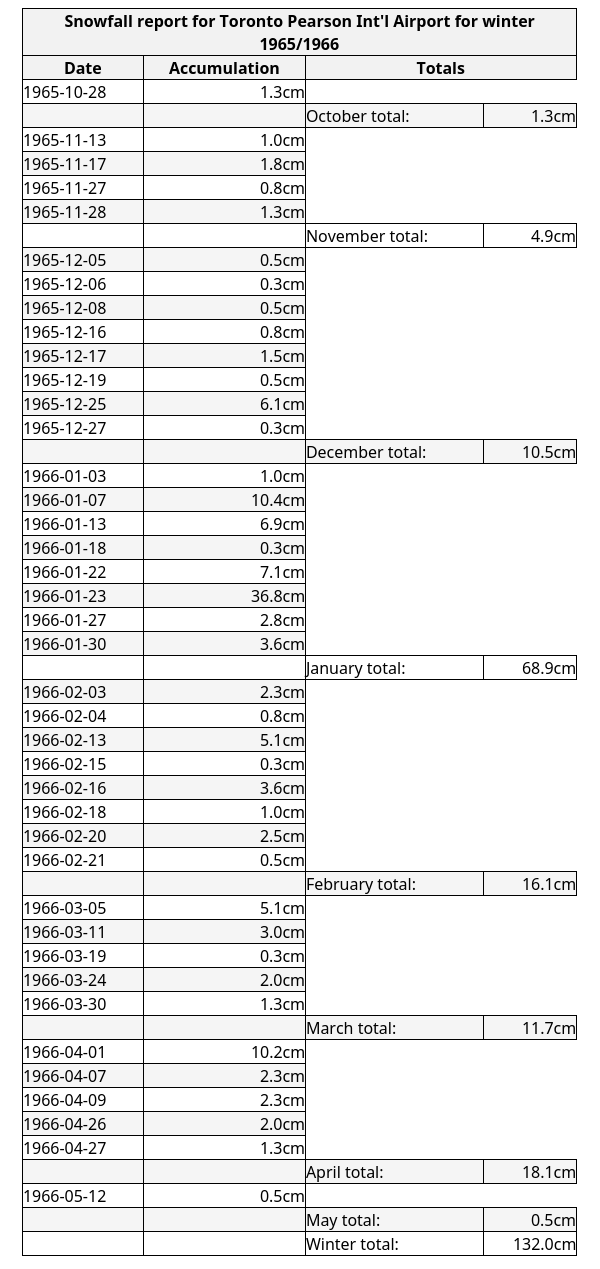 Snowfall report for Toronto Pearson Int'l Airport for winter
1965/1966
Date Accumulation Totals
1965-10-28 1.3cm
October total: 1.3cm
1965-11-13 1.0cm
1965-11-17 1.8cm
1965-11-27 0.8cm
1965-11-28 1.3cm
November total: 4.9cm
1965-12-05 0.5cm
1965-12-06 0.3cm
1965-12-08 0.5cm
1965-12-16 0.8cm
1965-12-17 1.5cm
1965-12-19 0.5cm
1965-12-25 6.1cm
1965-12-27 0.3cm
December total: 10.5cm
1966-01-03 1.0cm
1966-01-07 10.4cm
1966-01-13 6.9cm
1966-01-18 0.3cm
1966-01-22 7.1cm
1966-01-23 36.8cm
1966-01-27 2.8cm
1966-01-30 3.6cm
January total: 68.9cm
1966-02-03 2.3cm
1966-02-04 0.8cm
1966-02-13 5.1cm
1966-02-15 0.3cm
1966-02-16 3.6cm
1966-02-18 1.0cm
1966-02-20 2.5cm
1966-02-21 0.5cm
February total: 16.1cm
1966-03-05 5.1cm
1966-03-11 3.0cm
1966-03-19 0.3cm
1966-03-24 2.0cm
1966-03-30 1.3cm
March total: 11.7cm
1966-04-01 10.2cm
1966-04-07 2.3cm
1966-04-09 2.3cm
1966-04-26 2.0cm
1966-04-27 1.3cm
April total: 18.1cm
1966-05-12 0.5cm
May total: 0.5cm
Winter total: 132.0cm